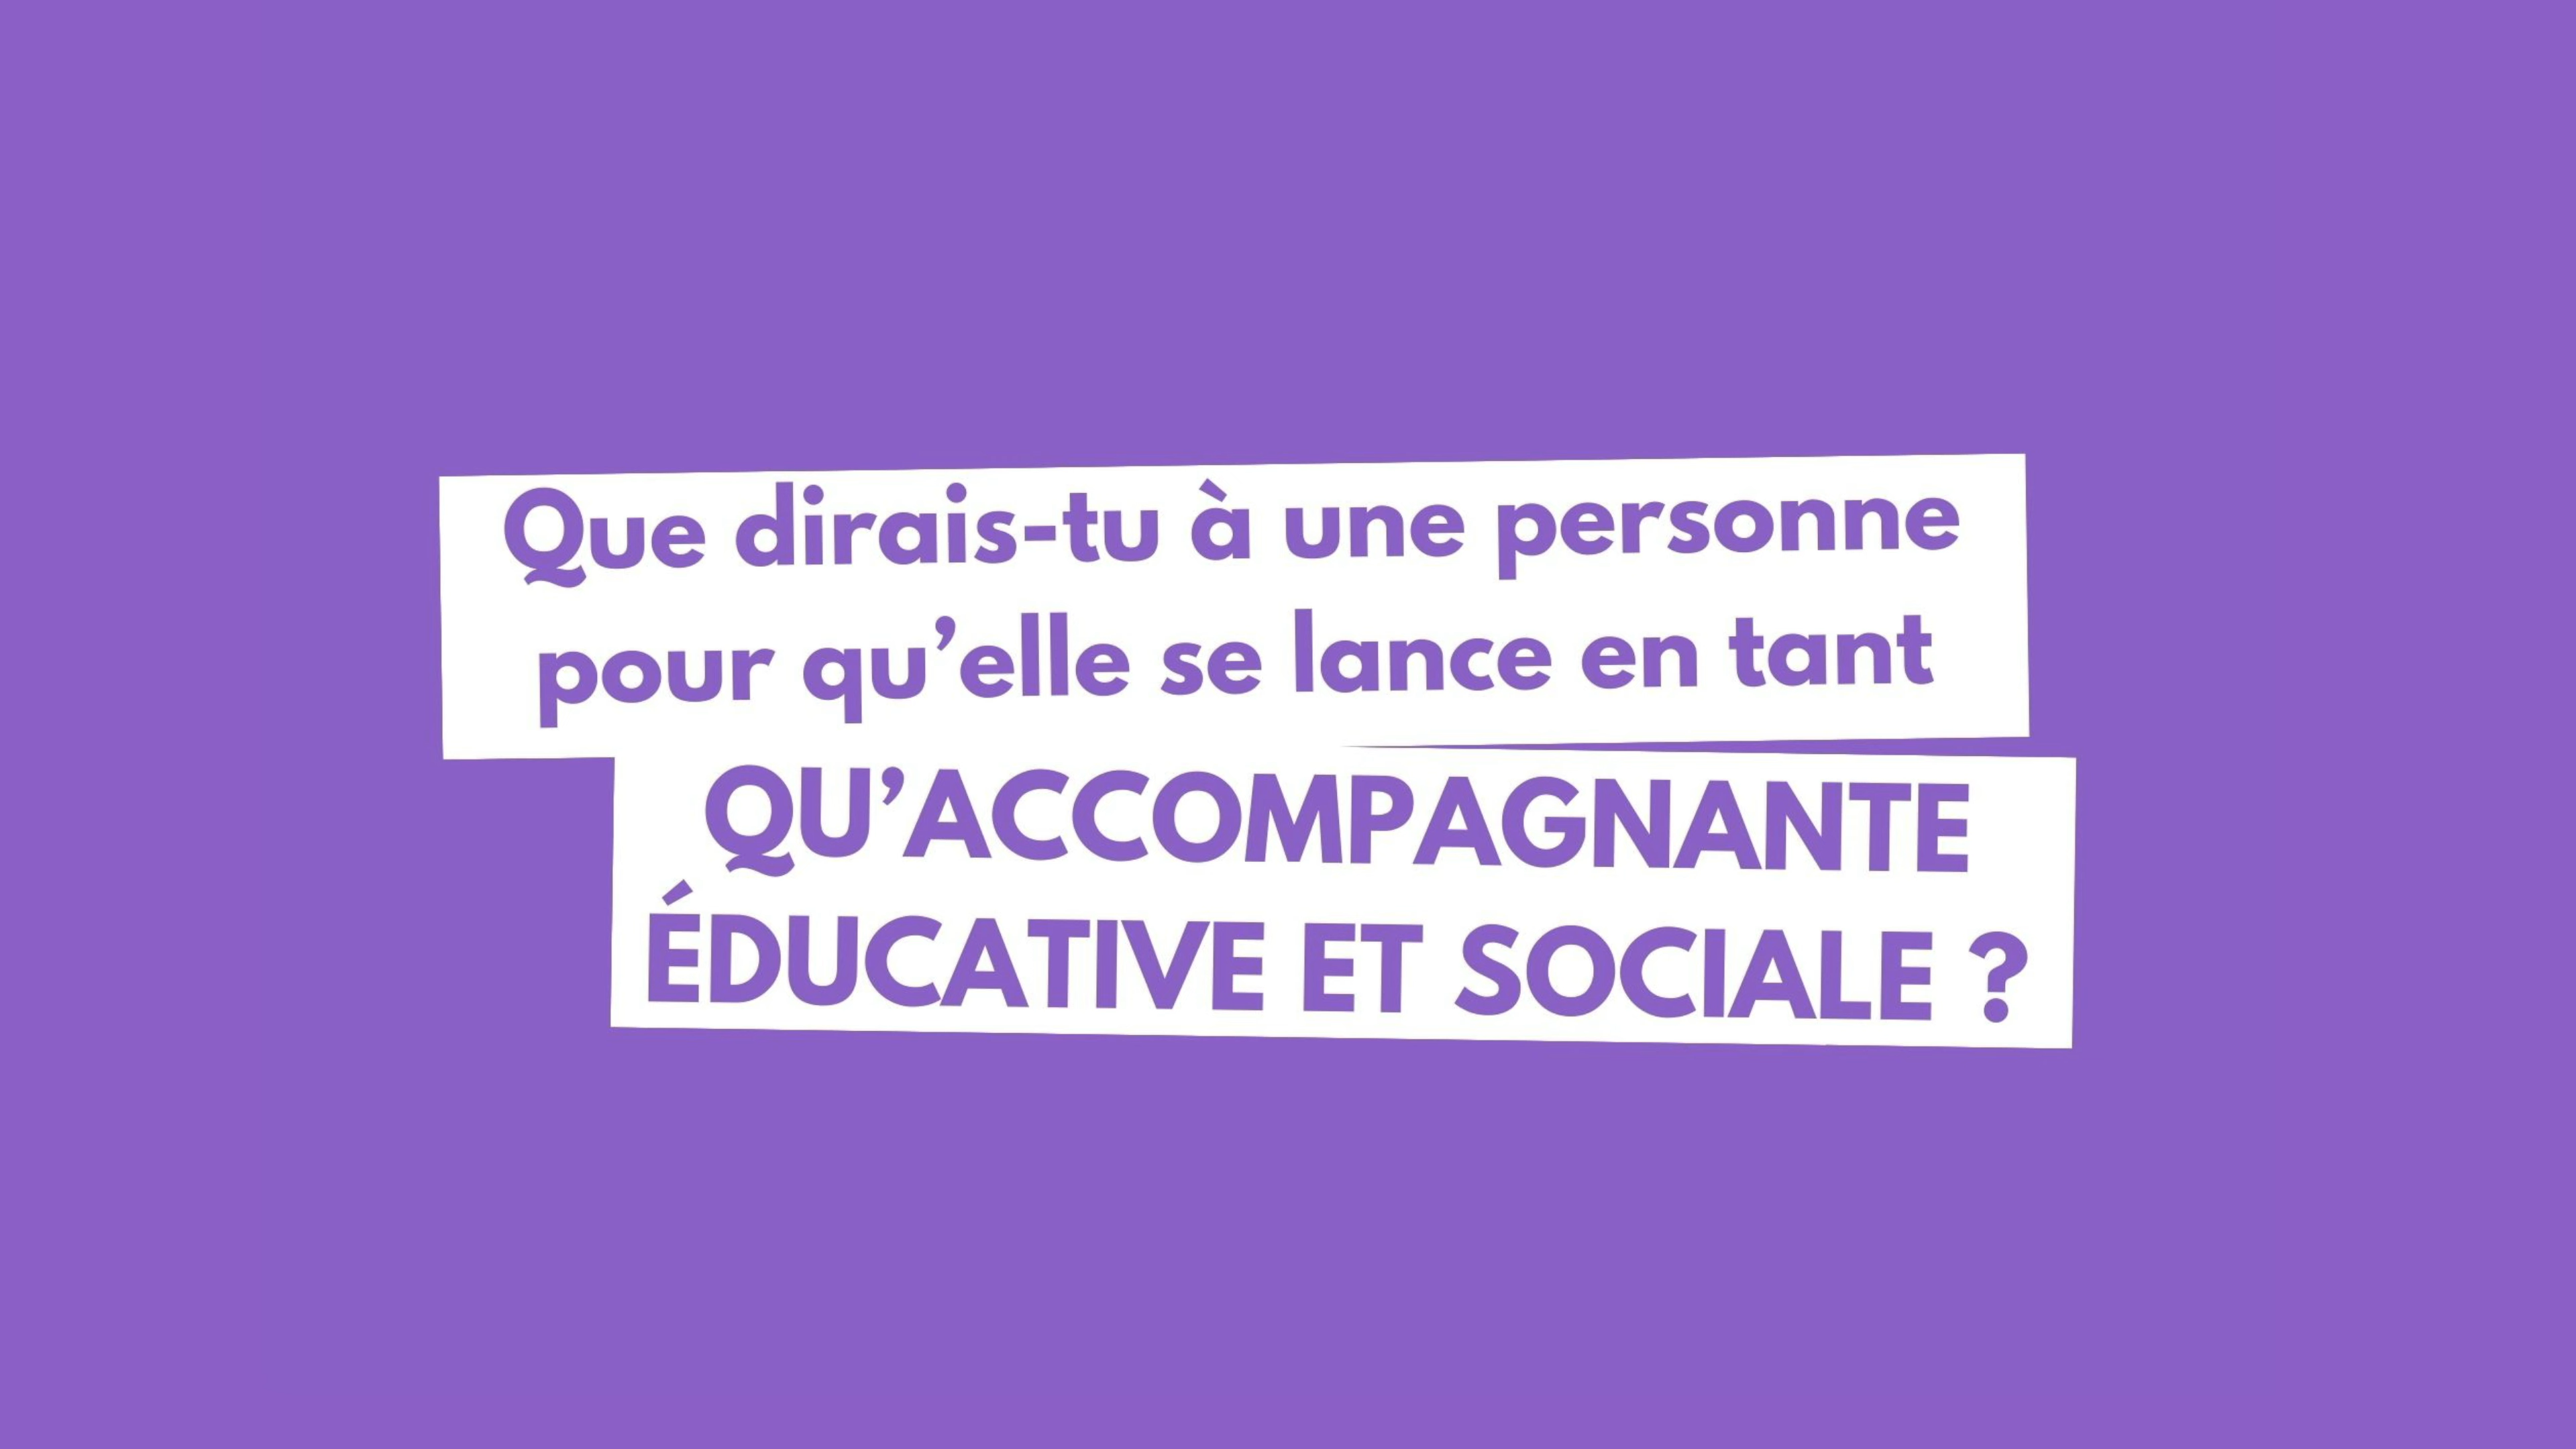 Que dirais-tu à une personne
pour qu’elle se lance en tant
QU’ACCOMPAGNANTE
ÉDUCATIVE ET SOCIALE ?